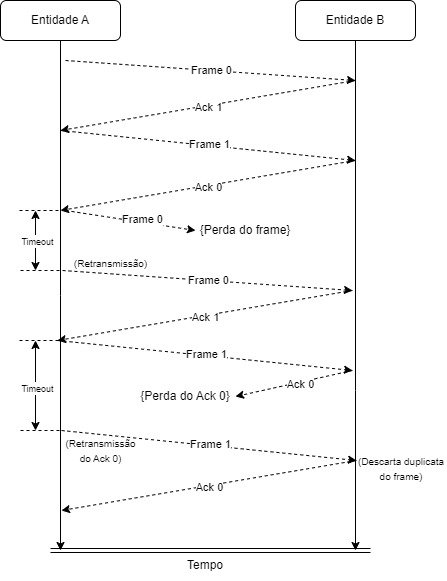 Entidade A
Entidade B
Frame 0
Ack 1
Frame 1
Ack 0
Frame 0
{Perda do frame}
Timeout
(Retransmissão)
Frame 0
Ack 1
Frame 1
Ack 0
Timeout
{Perda do Ack 0}
(Retransmissão
do Ack 0)
Frame 1
(Descarta duplicata
do frame)
Ack 0
Tempo